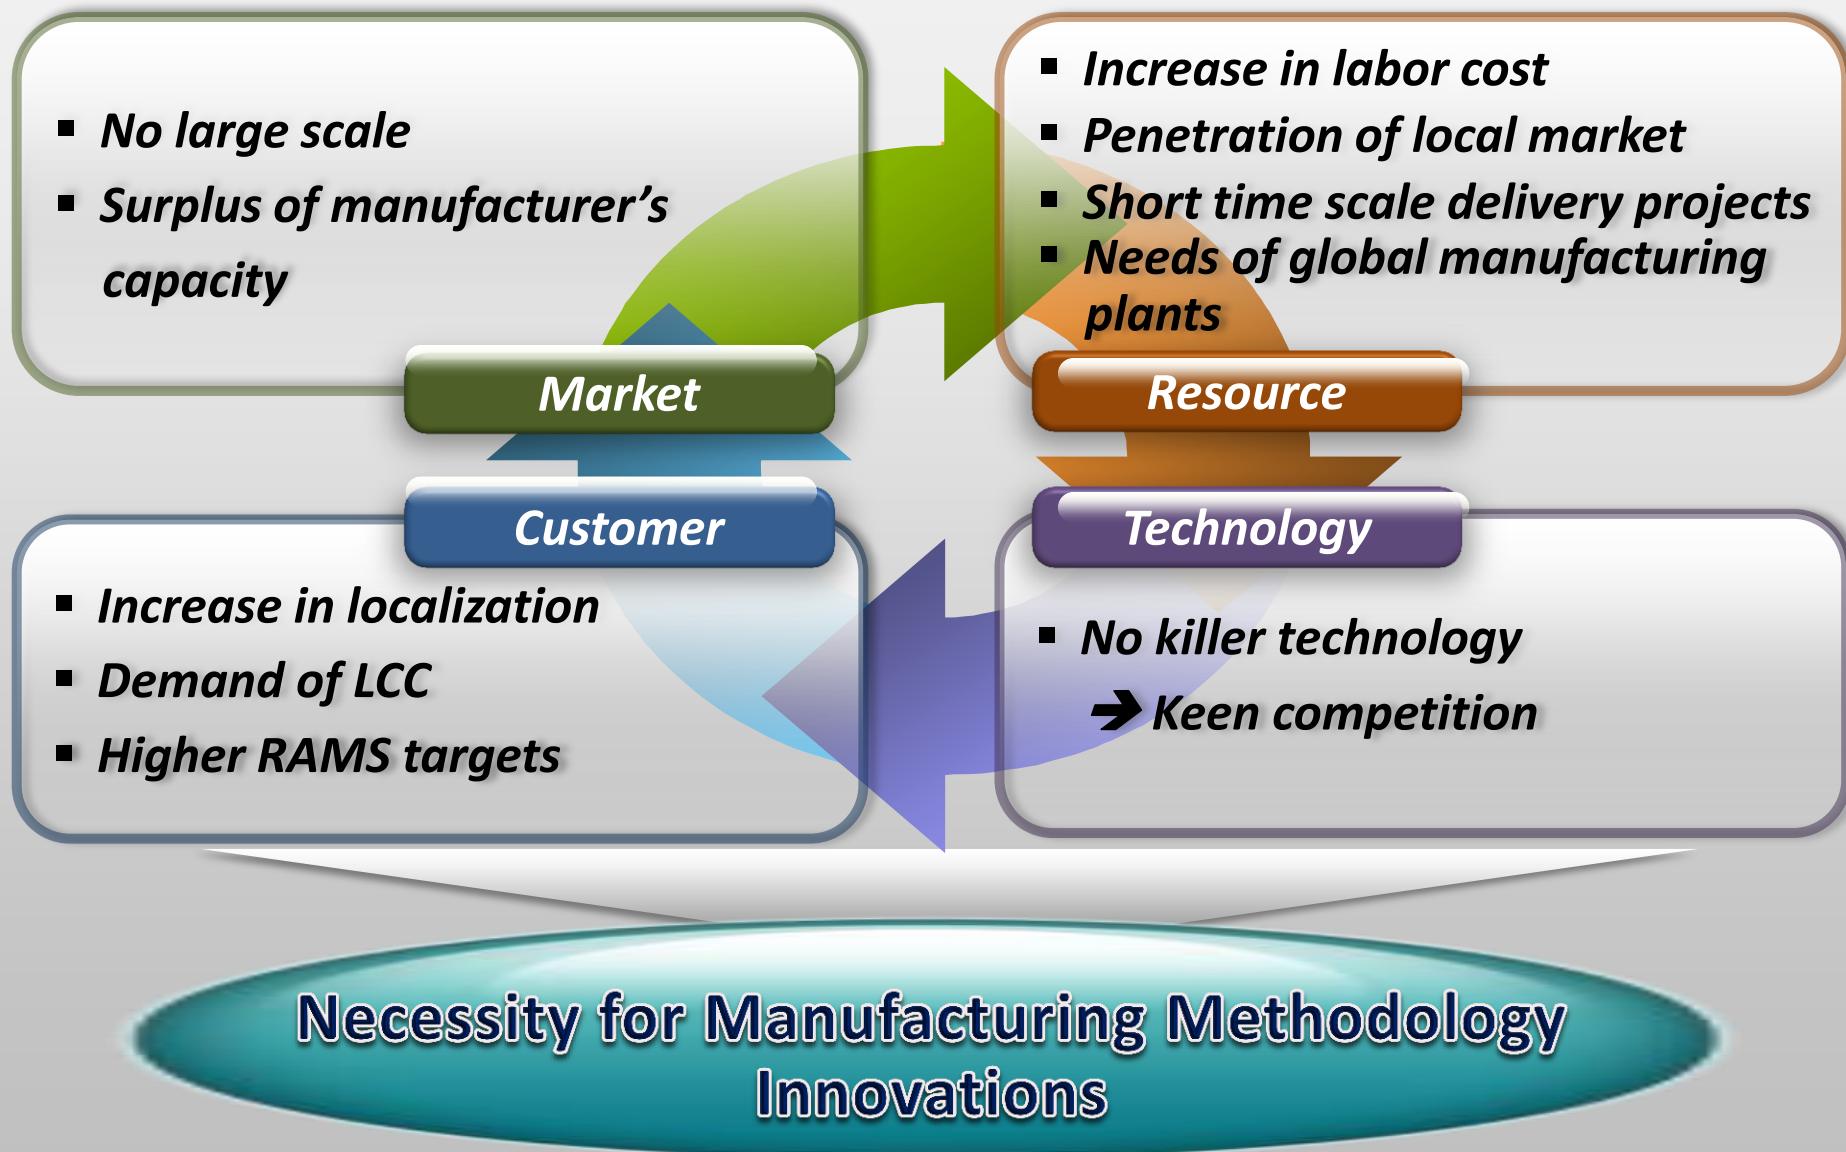 ▪ No large scale
▪ Surplus of manufacturer’s
capacity
Market
▪ Increase in labor cost
▪ Penetration of local market
▪ Short time scale delivery projects
▪ Needs of global manufacturing
plants
Resource
Customer
▪ Increase in localization
▪ Demand of LCC
▪ Higher RAMS targets
Technology
▪ No killer technology
➔ Keen competition
Necessity for Manufacturing Methodology
Innovations